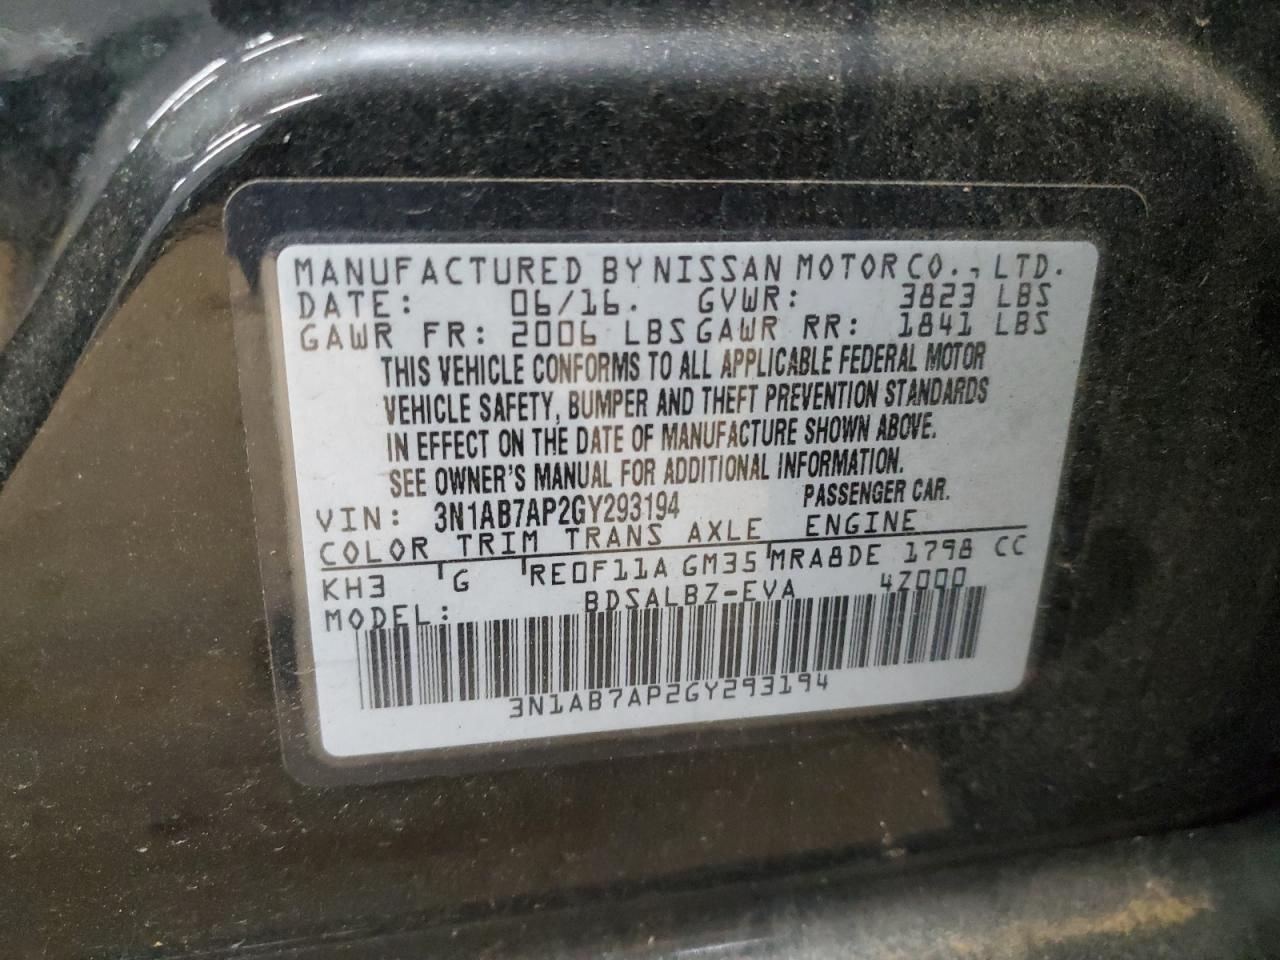 MANUFACTURED BY NISSAN MOTOR CO., LTD.
DATE: 06/16. GVWR: 3823 LBS
GAWR FR: 2006 LBS GAWR RR: 1841 LBS
THIS VEHICLE CONFORMS TO ALL APPLICABLE FEDERAL MOTOR
VEHICLE SAFETY, BUMPER AND THEFT PREVENTION STANDARDS
IN EFFECT ON THE DATE OF MANUFACTURE SHOWN ABOVE.
SEE OWNER'S MANUAL FOR ADDITIONAL INFORMATION.
VIN: 3N1AB7AP2GY293194 PASSENGER CAR.
COLOR TRIM TRANS AXLE ENGINE
KH3 G RE0F11A GM35 MRA8DE 1798 CC
MODEL: BDSALBZ-EVA 4Z000
3N1AB7AP2GY293194